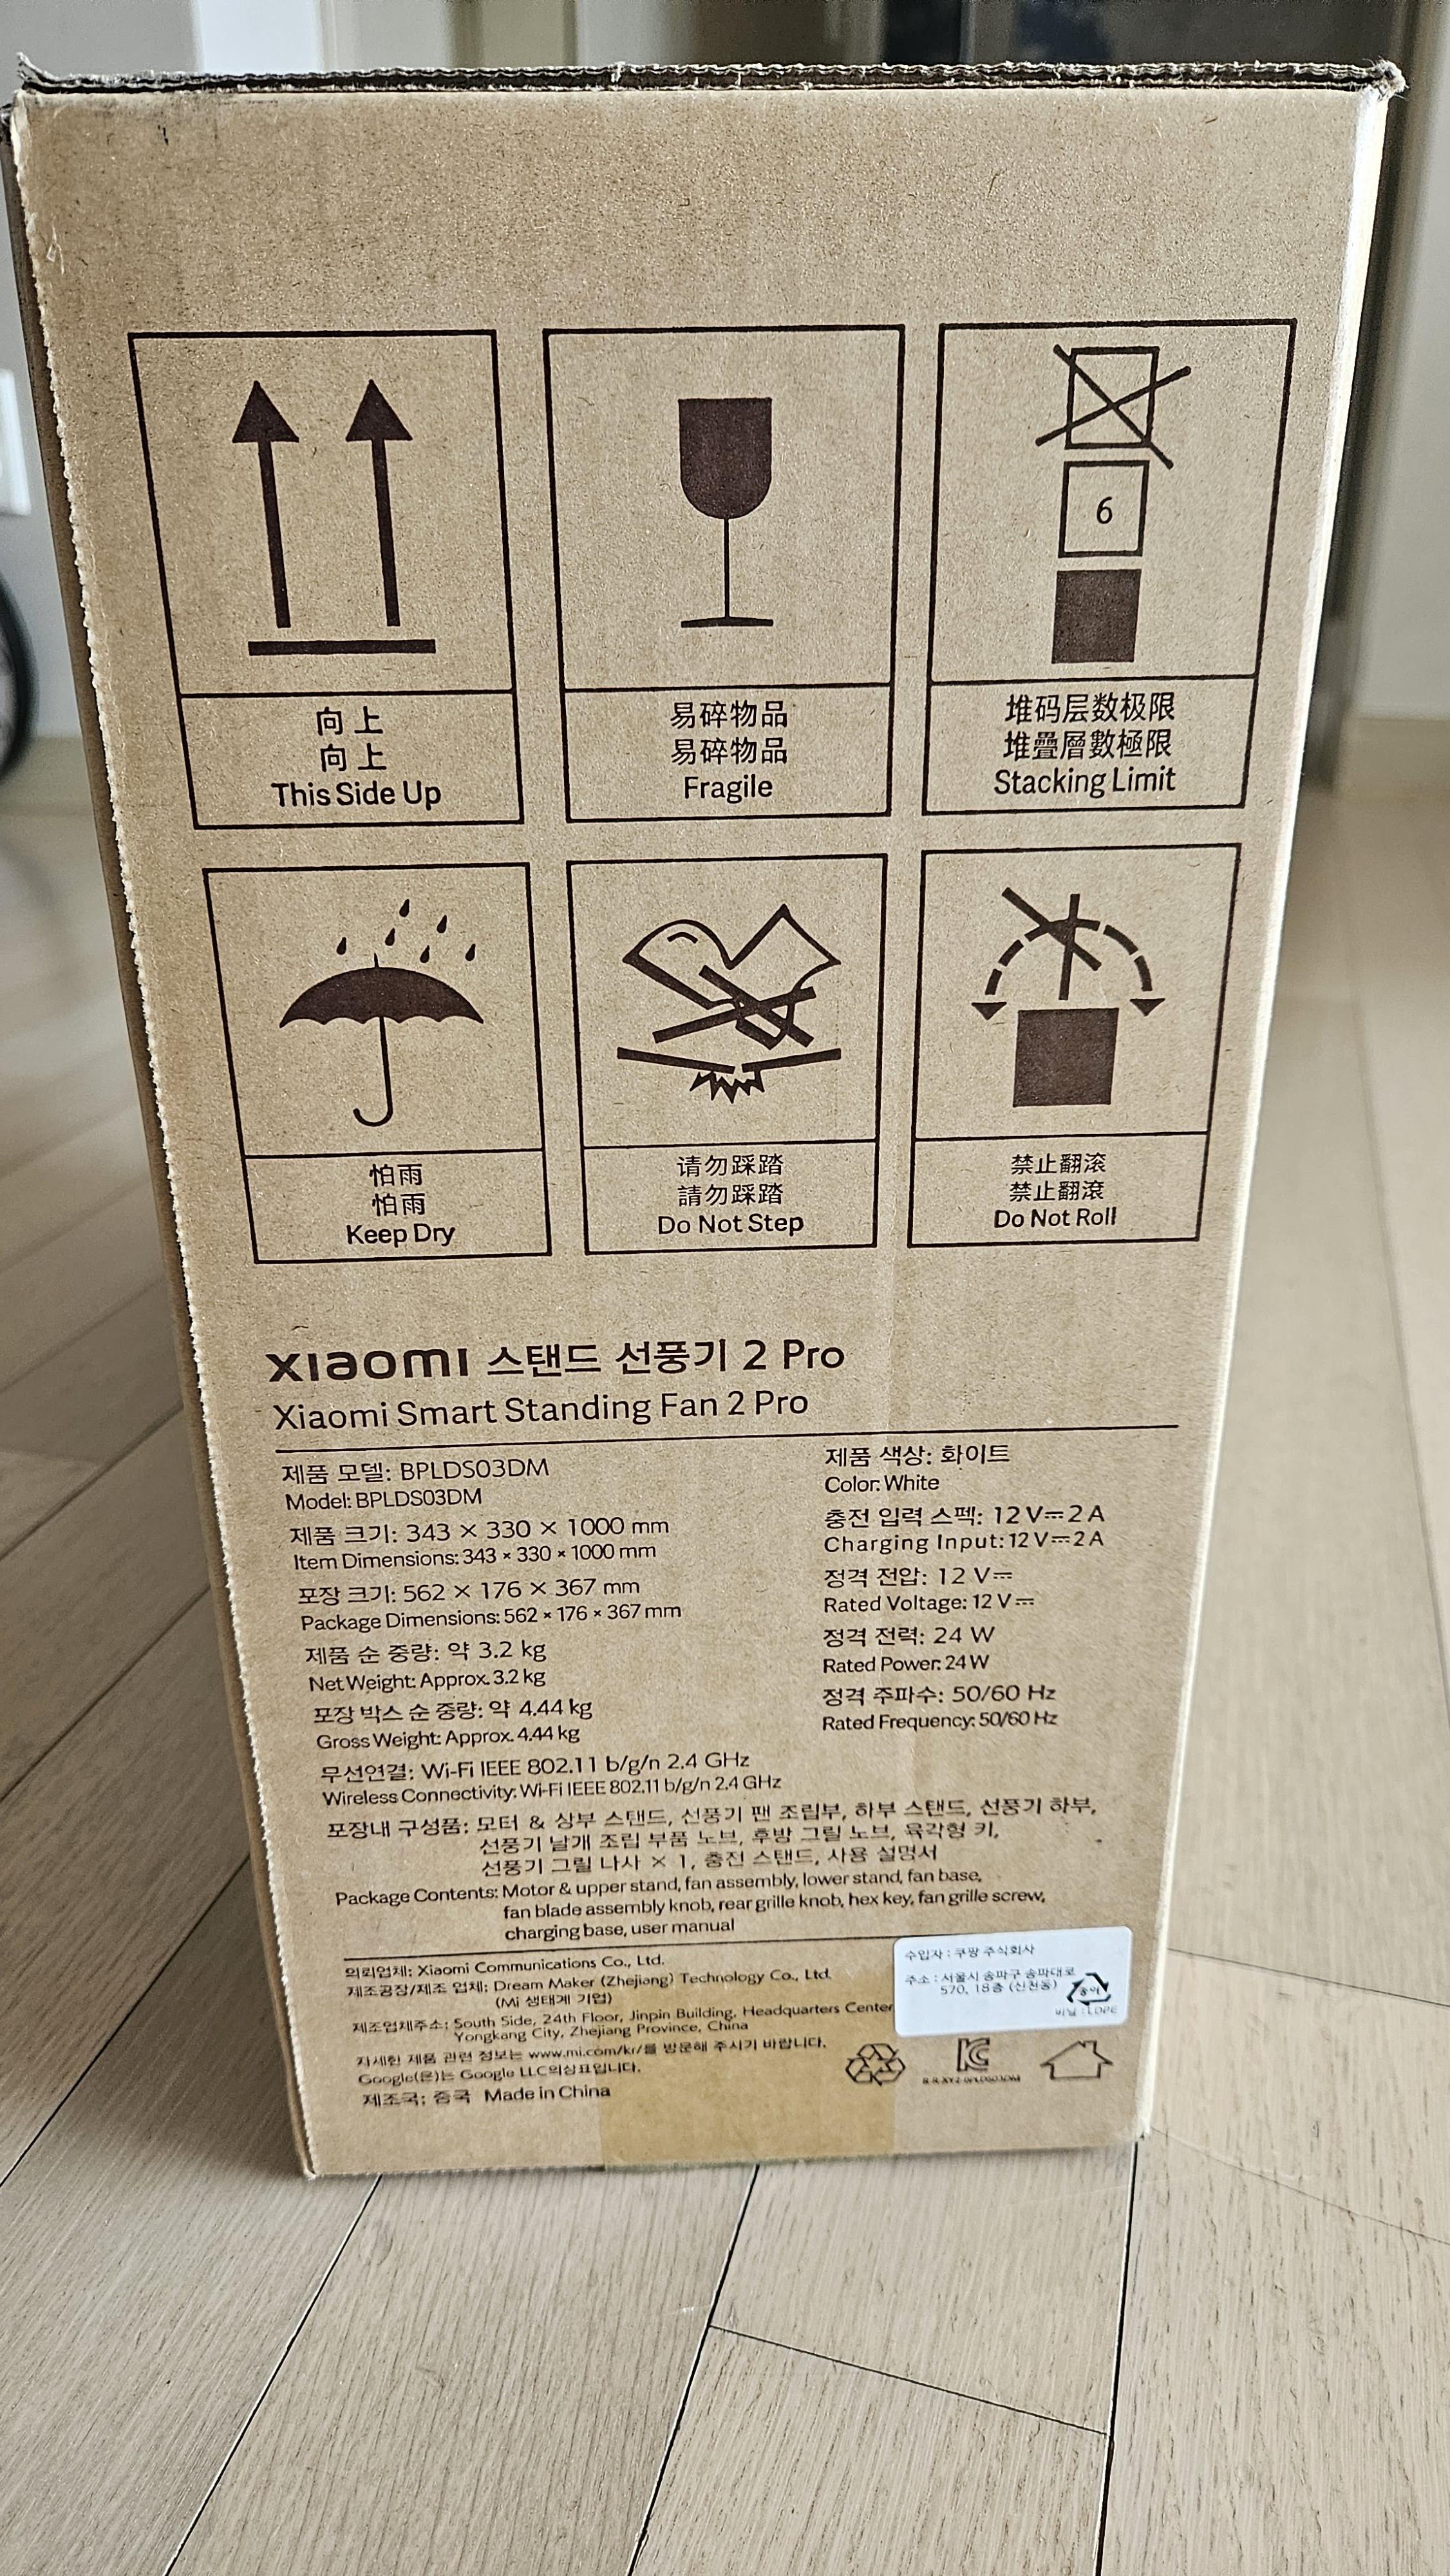 6
向上
向上
This Side Up
易碎物品
易碎物品
Fragile
堆码层数极限
堆疊層數極限
Stacking Limit
怕雨
怕雨
Keep Dry
请勿踩踏
請勿踩踏
Do Not Step
禁止翻滚
禁止翻滾
Do Not Roll
xiaomi 스탠드 선풍기 2 Pro
Xiaomi Smart Standing Fan 2 Pro
제품 모델: BPLDS03DM
Model: BPLDS03DM
제품 크기: 343 × 330 × 1000 mm
Item Dimensions: 343 × 330 × 1000 mm
포장 크기: 562 × 176 × 367 mm
Package Dimensions: 562 × 176 × 367 mm
제품 순 중량: 약 3.2 kg
Net Weight: Approx. 3.2 kg
포장 박스 순 중량: 약 4.44 kg
Gross Weight: Approx. 4.44 kg
제품 색상: 화이트
Color: White
충전 입력 스펙: 12 V⎓2 A
Charging Input: 12 V⎓2 A
정격 전압: 12 V⎓
Rated Voltage: 12 V⎓
정격 전력: 24 W
Rated Power: 24 W
정격 주파수: 50/60 Hz
Rated Frequency: 50/60 Hz
무선연결: Wi-Fi IEEE 802.11 b/g/n 2.4 GHz
Wireless Connectivity: Wi-Fi IEEE 802.11 b/g/n 2.4 GHz
포장내 구성품: 모터 & 상부 스탠드, 선풍기 팬 조립부, 하부 스탠드, 선풍기 하부,
선풍기 날개 조립 부품 노브, 후방 그릴 노브, 육각형 키,
선풍기 그릴 나사 × 1, 충전 스탠드, 사용 설명서
Package Contents: Motor & upper stand, fan assembly, lower stand, fan base,
fan blade assembly knob, rear grille knob, hex key, fan grille screw,
charging base, user manual
의뢰업체: Xiaomi Communications Co., Ltd.
제조공장/제조 업체: Dream Maker (Zhejiang) Technology Co., Ltd.
(Mi 생태계 기업)
제조업체주소: South Side, 24th Floor, Jinpin Building, Headquarters Center
Yongkang City, Zhejiang Province, China
자세한 제품 관련 정보는 www.mi.com/kr/를 방문해 주시기 바랍니다.
Google(은)는 Google LLC의상표입니다.
제조국: 중국 Made in China
수입자 : 쿠팡 주식회사
주소 : 서울시 송파구 송파대로
570, 18층 (신천동)
종이
비닐 : LDPE